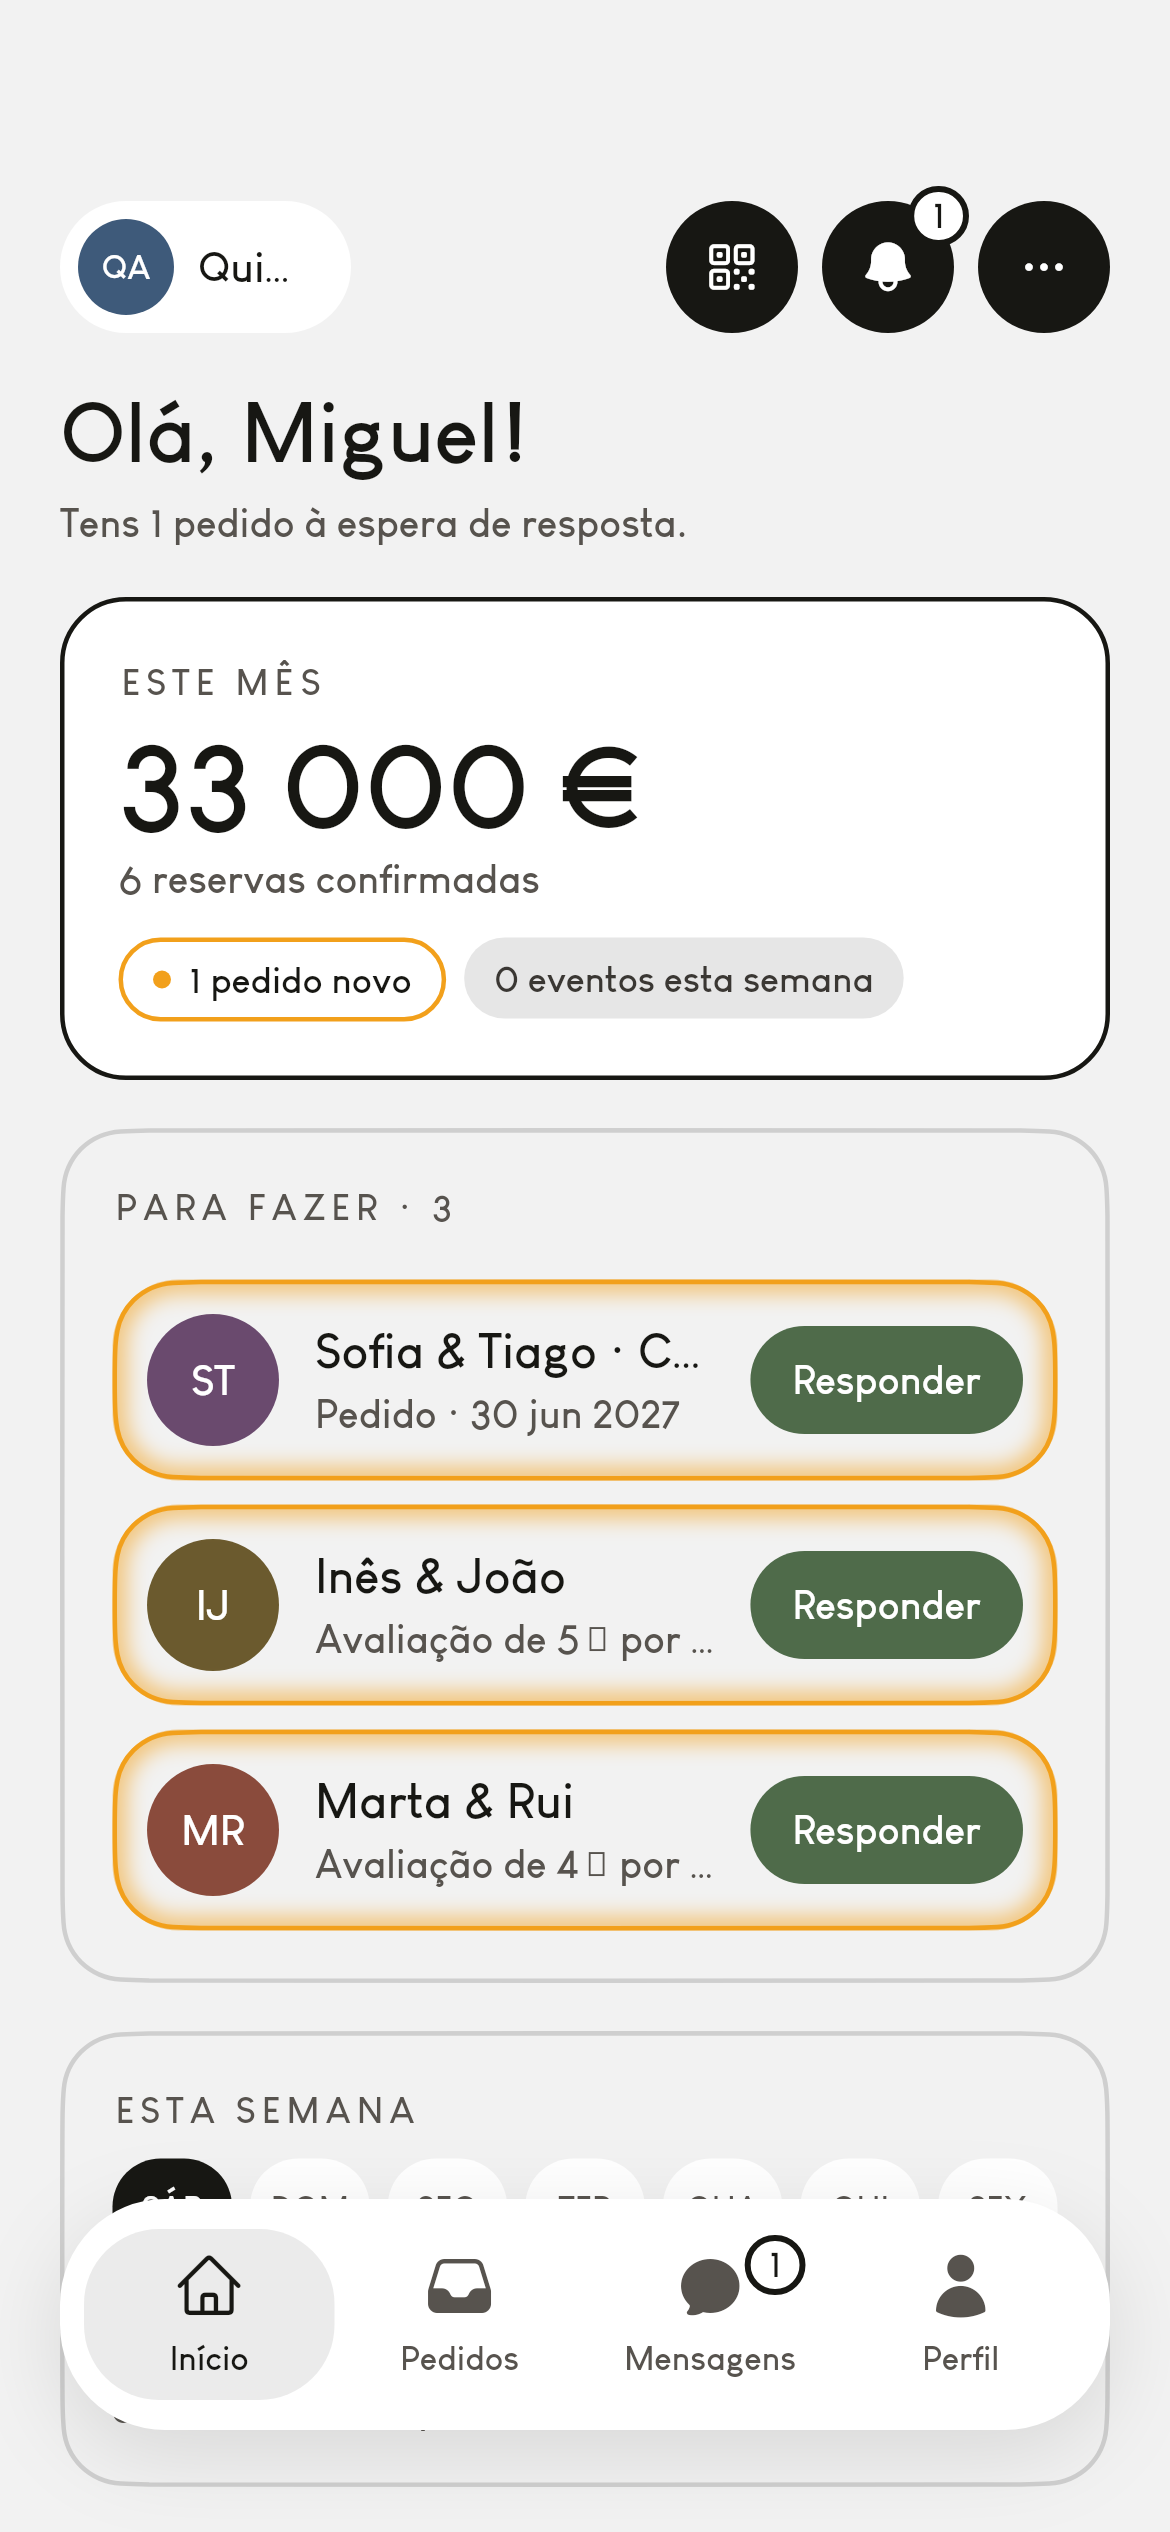 QA Qui...
1
Olá, Miguel!
Tens 1 pedido à espera de resposta.
ESTE MÊS
33 000 €
6 reservas confirmadas
1 pedido novo
0 eventos esta semana
PARA FAZER · 3
ST
Sofia & Tiago · C...
Pedido · 30 jun 2027
Responder
IJ
Inês & João
Avaliação de 5 ▯ por ...
Responder
MR
Marta & Rui
Avaliação de 4 ▯ por ...
Responder
ESTA SEMANA
1
Início
Pedidos
Mensagens
Perfil